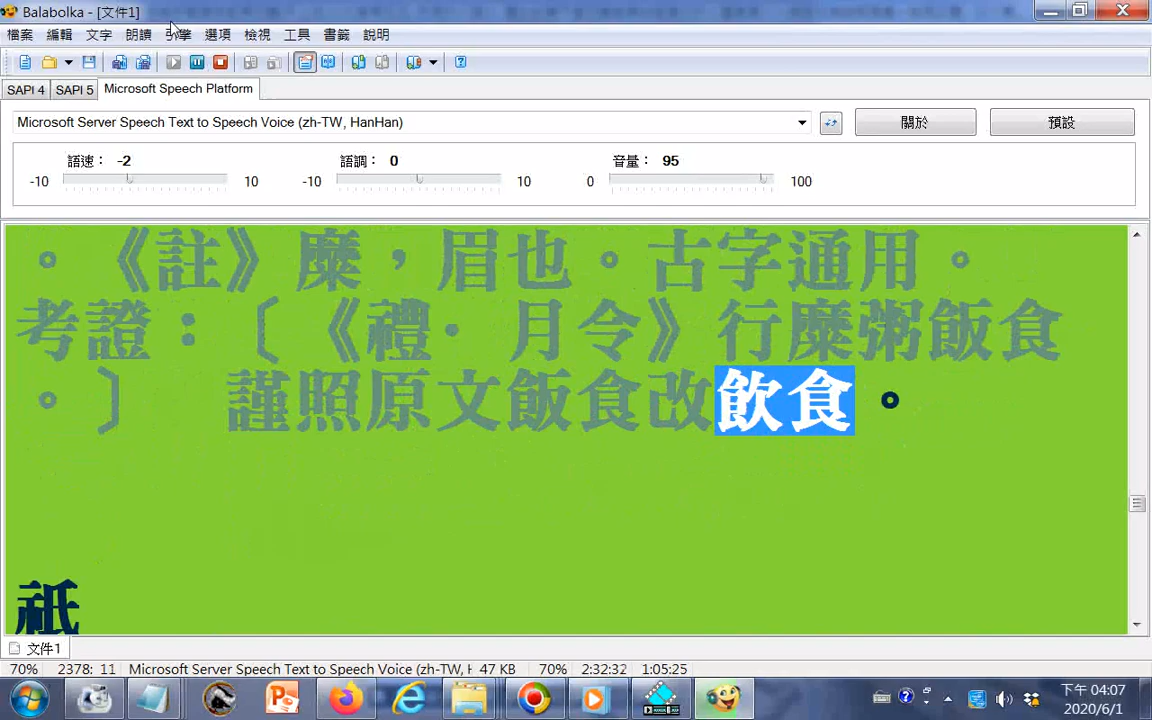 Balabolka - [文件1]
檔案 編輯 文字 朗讀 引擎 選項 檢視 工具 書籤 說明
SAPI 4 SAPI 5 Microsoft Speech Platform
Microsoft Server Speech Text to Speech Voice (zh-TW, HanHan) 關於 預設
語速： -2 語調： 0 音量： 95
-10 10 -10 10 0 100
。《註》糜，眉也。古字通用。
考證：〔《禮·月令》行糜粥飯食
。〕 謹照原文飯食改飲食。
祗
文件1
70% 2378: 11 Microsoft Server Speech Text to Speech Voice (zh-TW, H 47 KB 70% 2:32:32 1:05:25
下午 04:07
2020/6/1